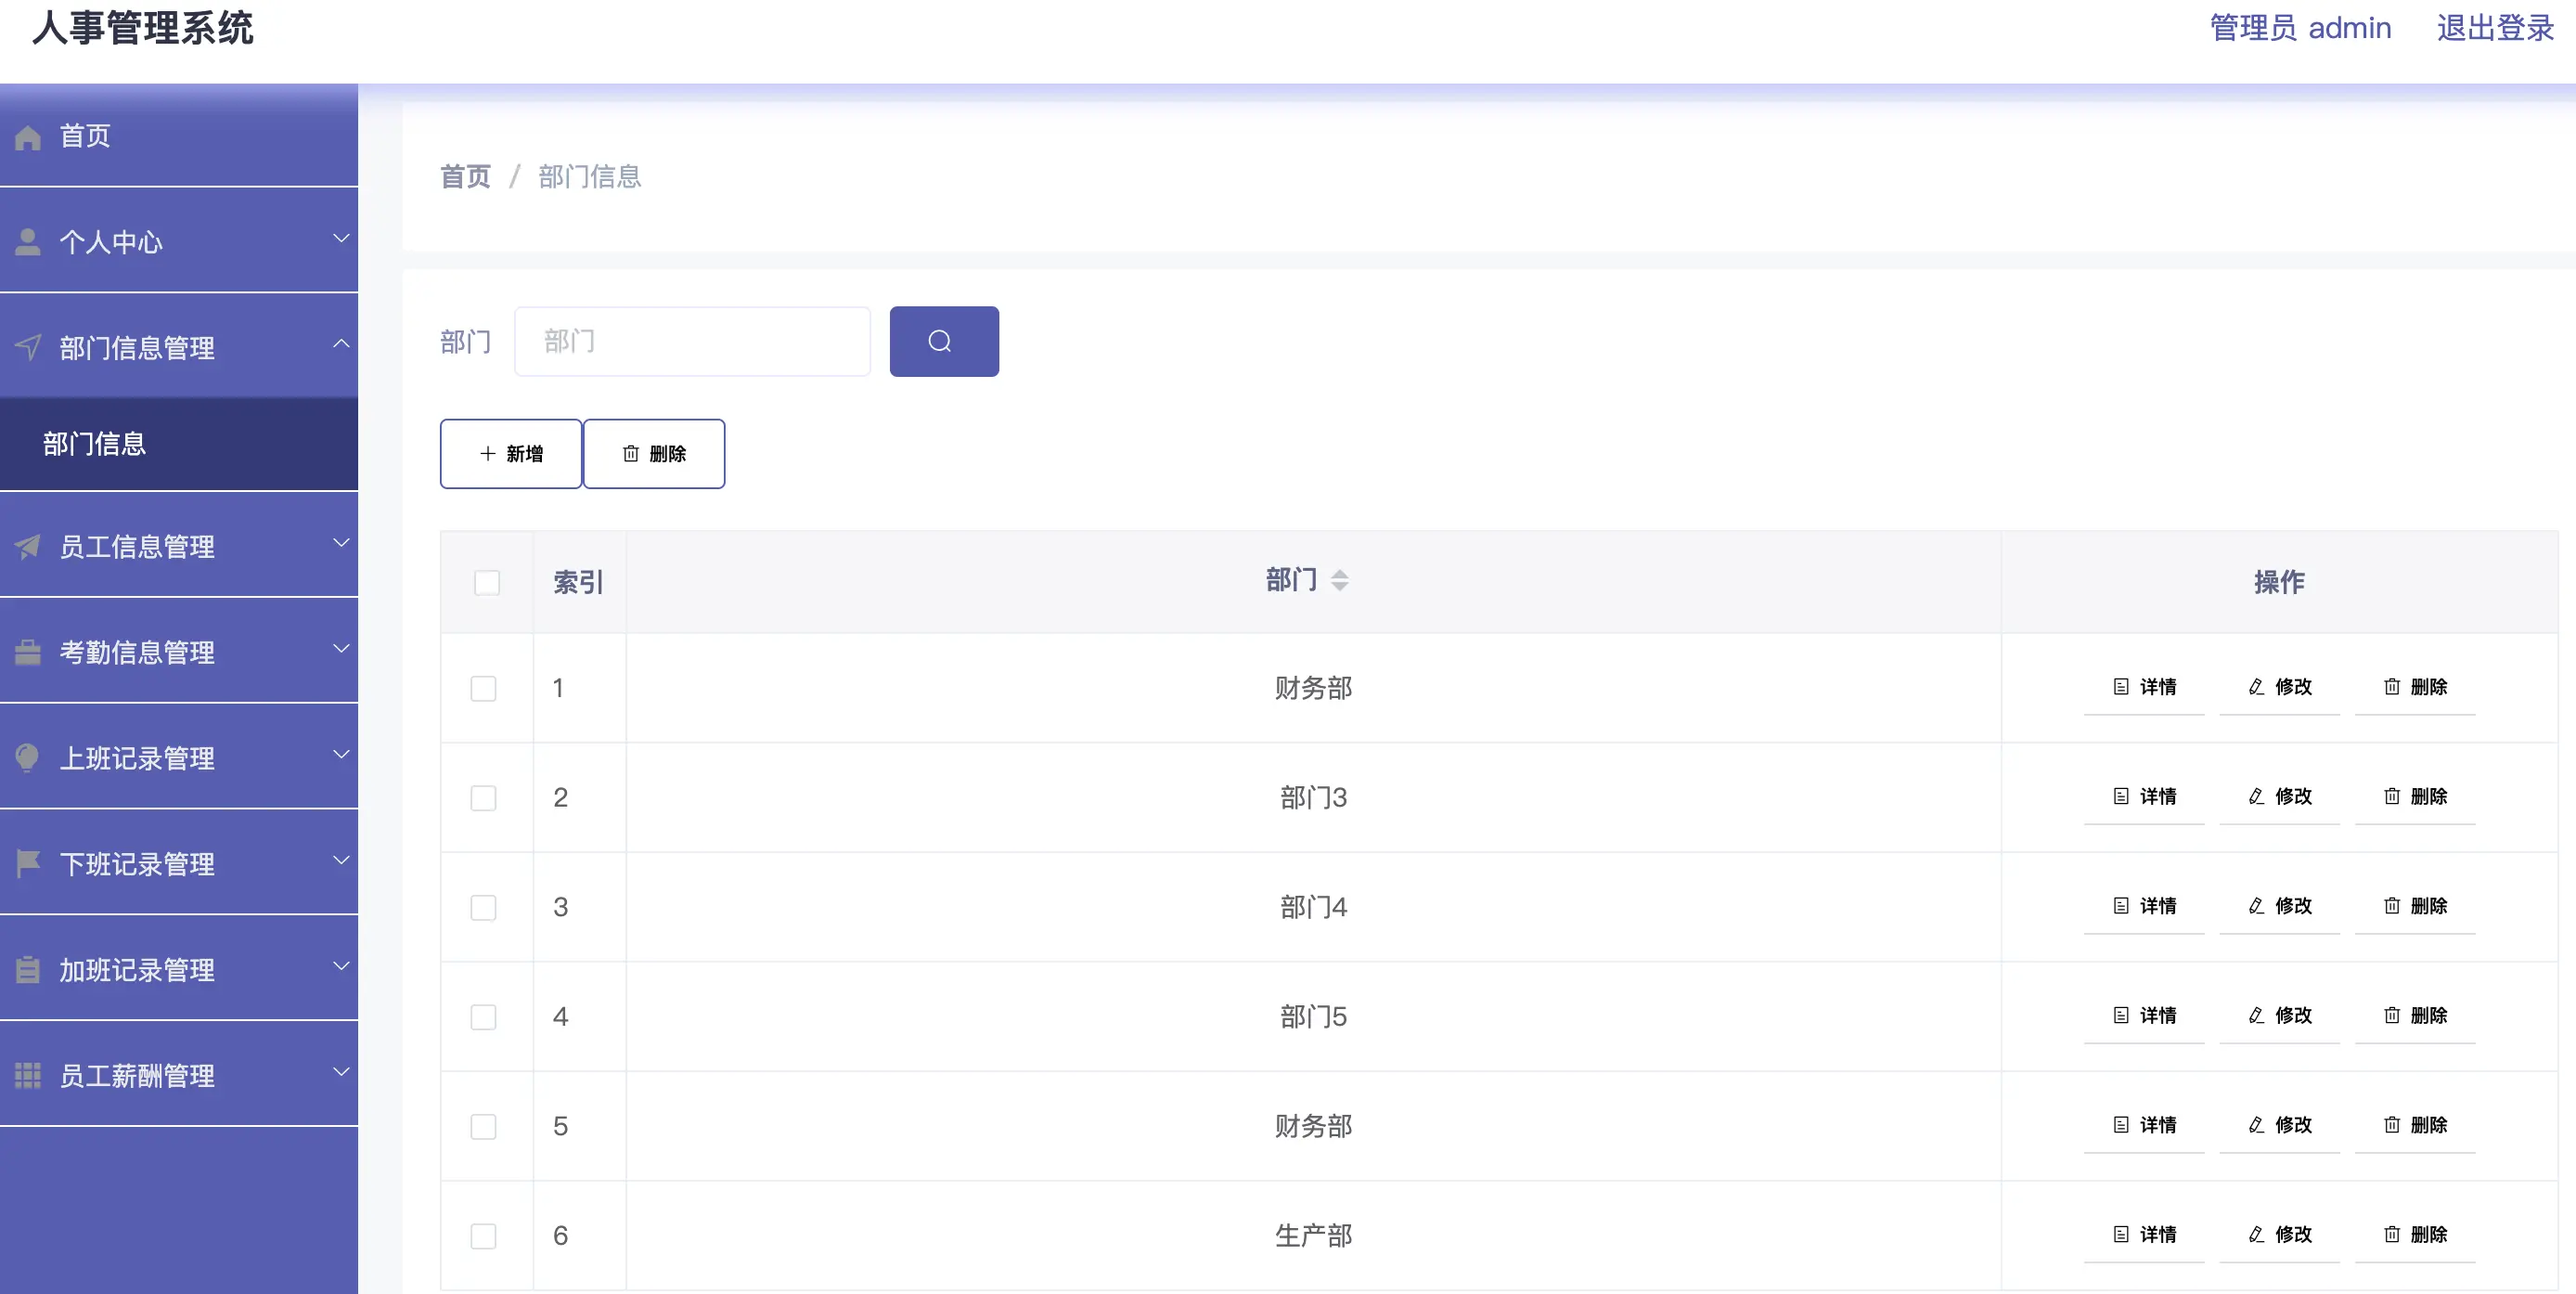 人事管理系统
管理员 admin 退出登录
首页
个人中心
部门信息管理
部门信息
员工信息管理
考勤信息管理
上班记录管理
下班记录管理
加班记录管理
员工薪酬管理
首页 / 部门信息
部门 部门
新增 删除
索引 部门 操作
1 财务部 详情 修改 删除
2 部门3 详情 修改 删除
3 部门4 详情 修改 删除
4 部门5 详情 修改 删除
5 财务部 详情 修改 删除
6 生产部 详情 修改 删除